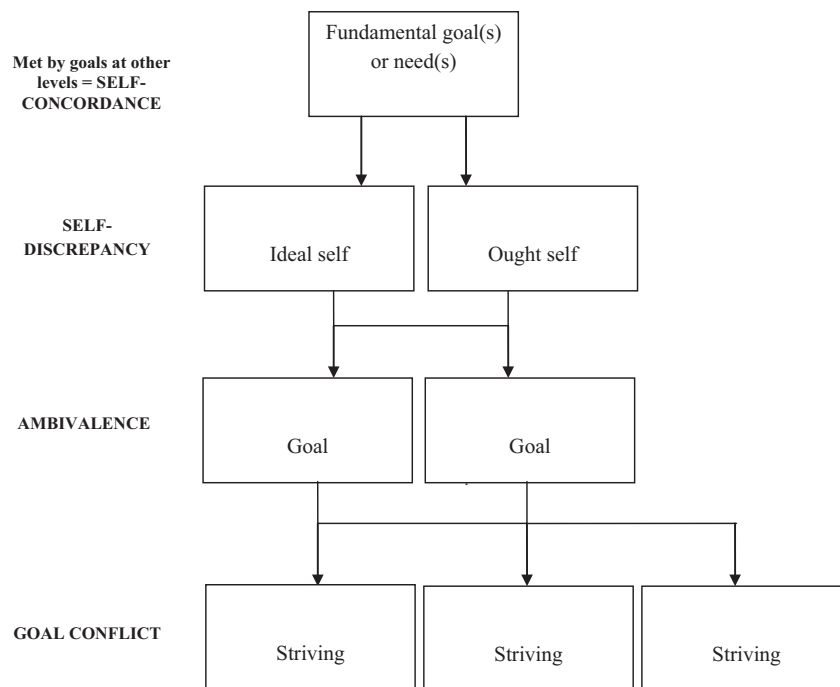 Fundamental goal(s)
or need(s)
Met by goals at other
levels = SELF-
CONCORDANCE
SELF-
DISCREPANCY
Ideal self
Ought self
AMBIVALENCE
Goal
Goal
GOAL CONFLICT
Striving
Striving
Striving